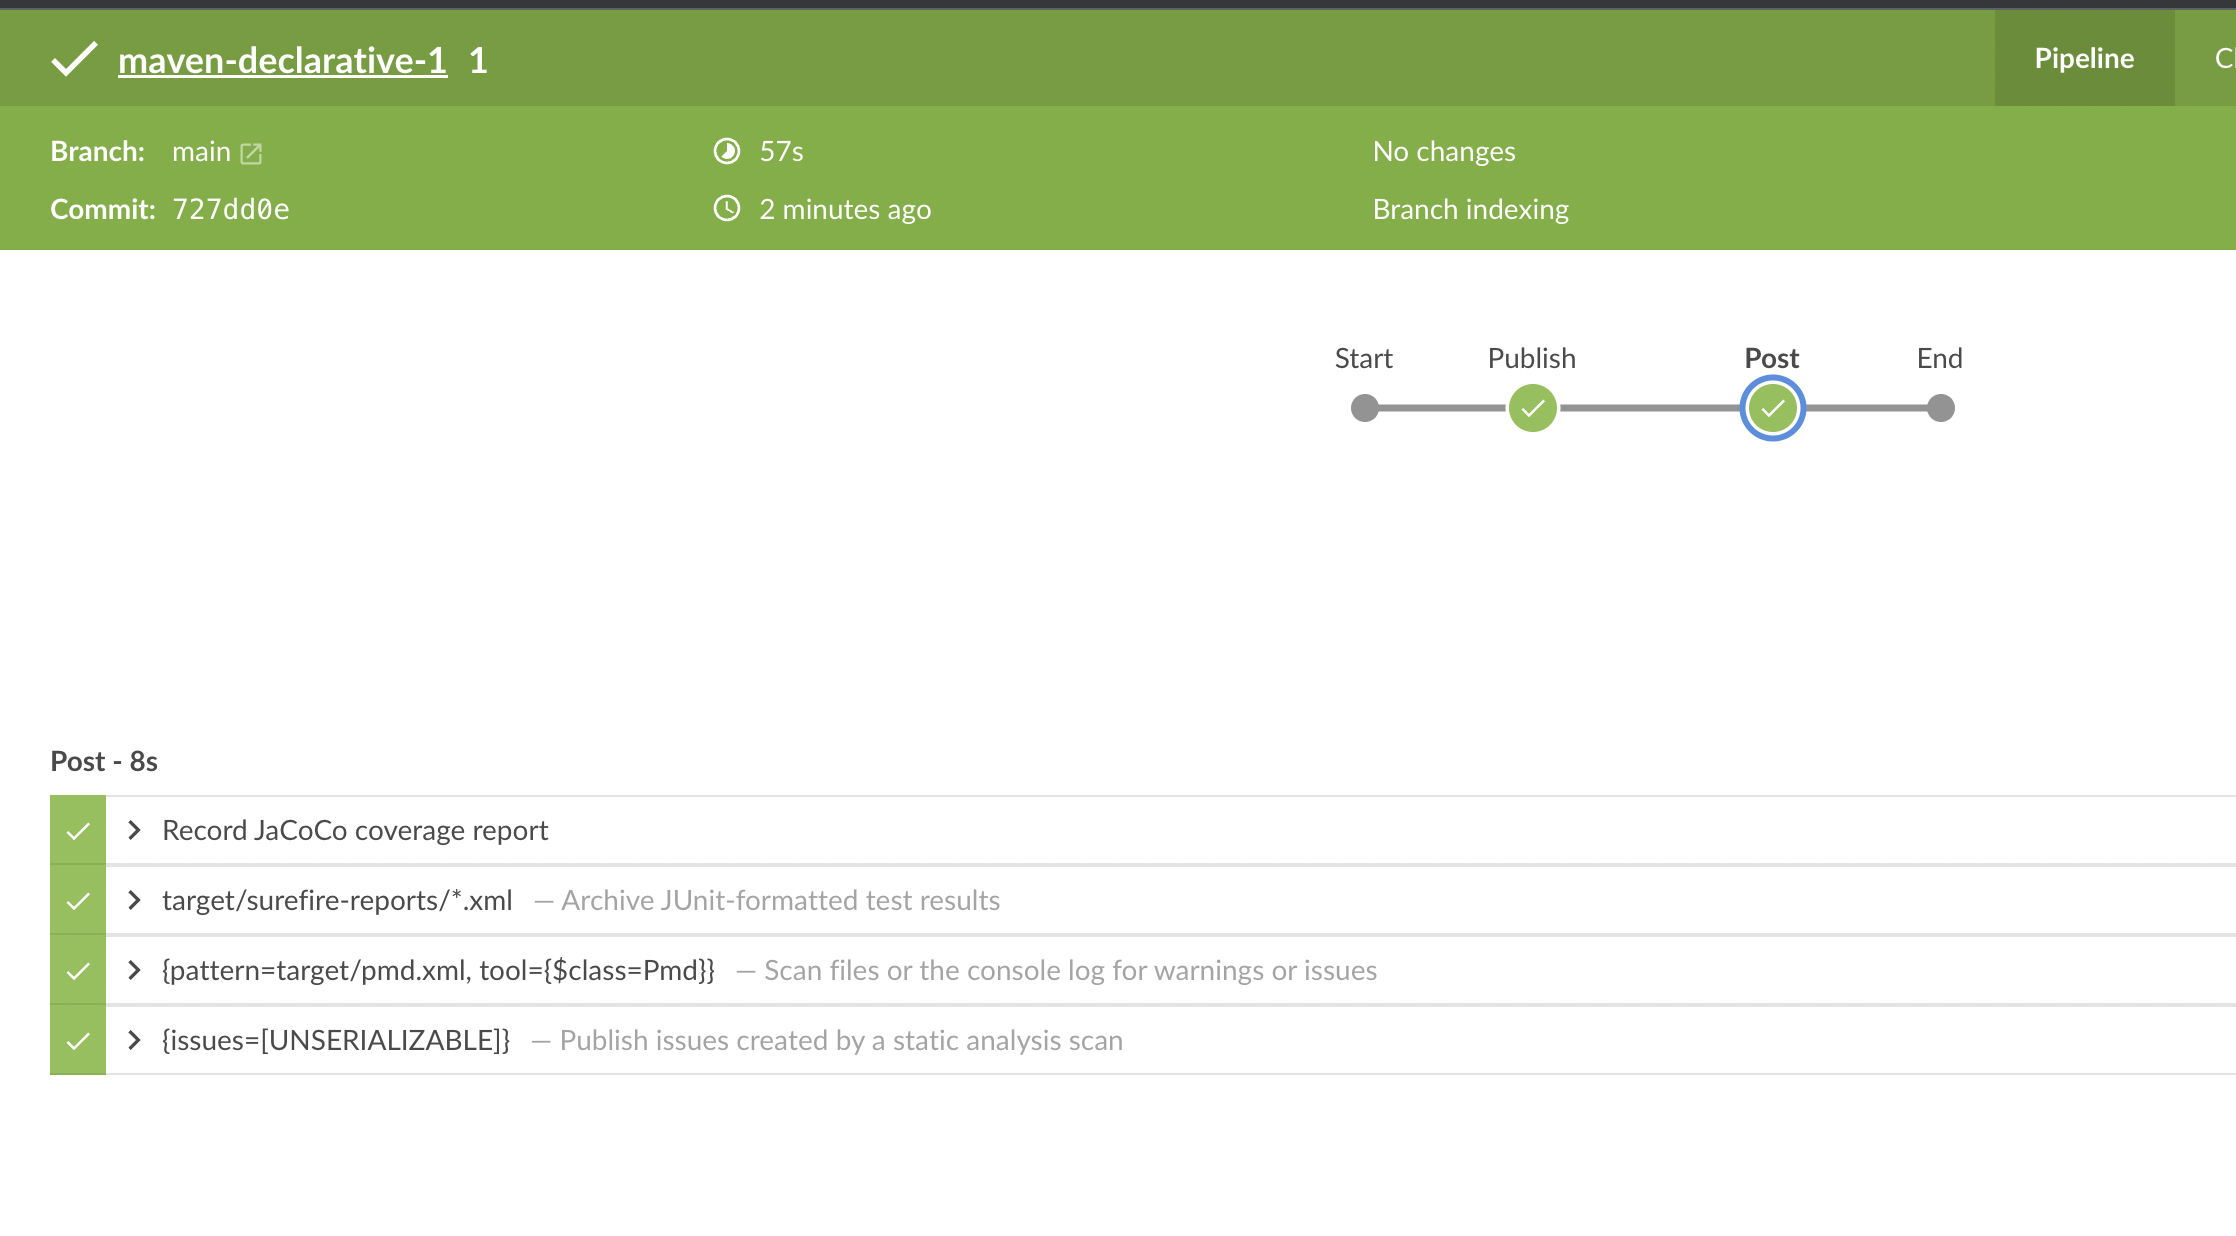 maven-declarative-1 1
Pipeline
Branch: main
57s
No changes
Commit: 727dd0e
2 minutes ago
Branch indexing
Start
Publish
Post
End
Post - 8s
Record JaCoCo coverage report
target/surefire-reports/*.xml — Archive JUnit-formatted test results
{pattern=target/pmd.xml, tool={$class=Pmd}} — Scan files or the console log for warnings or issues
{issues=[UNSERIALIZABLE]} — Publish issues created by a static analysis scan